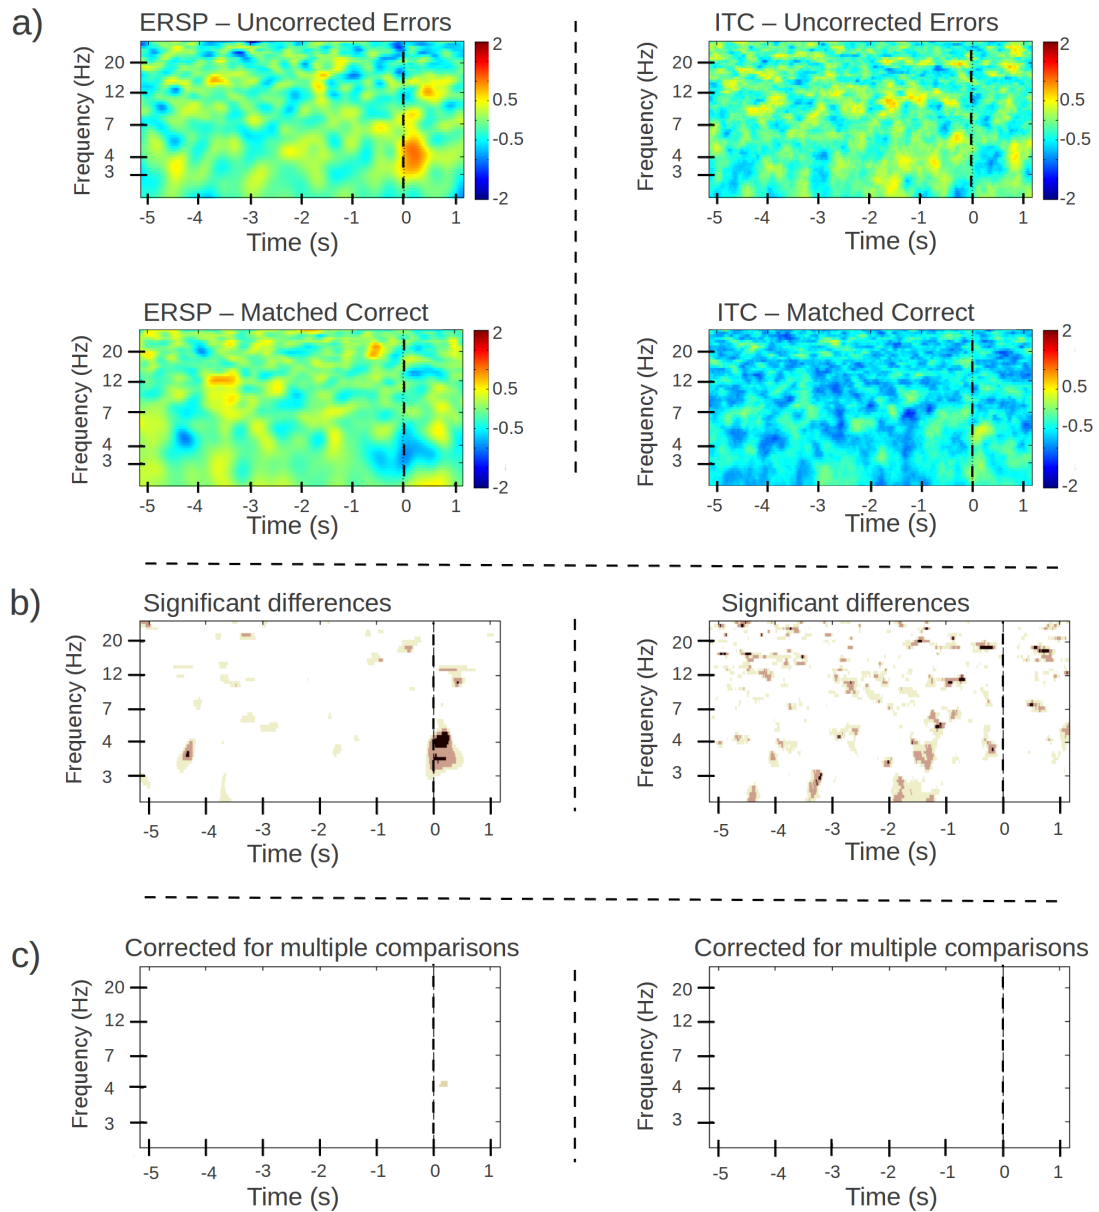 a)
ERSP – Uncorrected Errors
Frequency (Hz)
20
12
7
4
3
2
0.5
-0.5
-2
-5 -4 -3 -2 -1 0 1
Time (s)
ITC – Uncorrected Errors
Frequency (Hz)
20
12
7
4
3
2
0.5
-0.5
-2
-5 -4 -3 -2 -1 0 1
Time (s)
ERSP – Matched Correct
Frequency (Hz)
20
12
7
4
3
2
0.5
-0.5
-2
-5 -4 -3 -2 -1 0 1
Time (s)
ITC – Matched Correct
Frequency (Hz)
20
12
7
4
3
2
0.5
-0.5
-2
-5 -4 -3 -2 -1 0 1
Time (s)
b)
Significant differences
Frequency (Hz)
20
12
7
4
3
-5 -4 -3 -2 -1 0 1
Time (s)
Significant differences
Frequency (Hz)
20
12
7
4
3
-5 -4 -3 -2 -1 0 1
Time (s)
c)
Corrected for multiple comparisons
Frequency (Hz)
20
12
7
4
3
-5 -4 -3 -2 -1 0 1
Time (s)
Corrected for multiple comparisons
Frequency (Hz)
20
12
7
4
3
-5 -4 -3 -2 -1 0 1
Time (s)